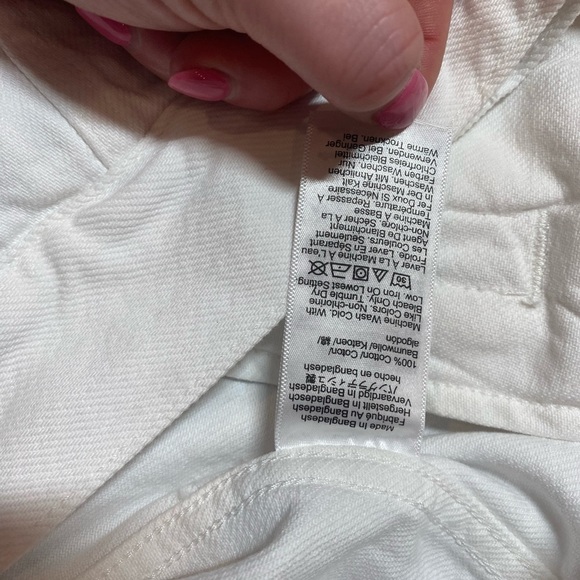 Made In Bangladesh
Fabriqué Au Bangladesh
Hergestellt In Bangladesh
Vervaardigd In Bangladesh
バングラディシュ製
hecho en bangladesh
100% Cotton/ Coton/
Baumwolle/ Katoen/ 綿/
algodón
Machine Wash Cold. With
Like Colors. Non-chlorine
Bleach Only. Tumble Dry
Low. Iron On Lowest Setting
30
Laver À La Machine À L'eau
Froide. Laver En Séparant
Les Couleurs. Seulement
Agent De Blanchiment
Non-chlore. Sécher À La
Machine A Basse
Température. Repasser À
Fer Doux Si Nécessaire
In Der Maschine Kalt
Waschen Mit Ähnlichen
Farben Waschen. Nur
Chlorfreies Bleichmittel
Verwenden. Bei Geringer
Wärme Trocknen. Bei